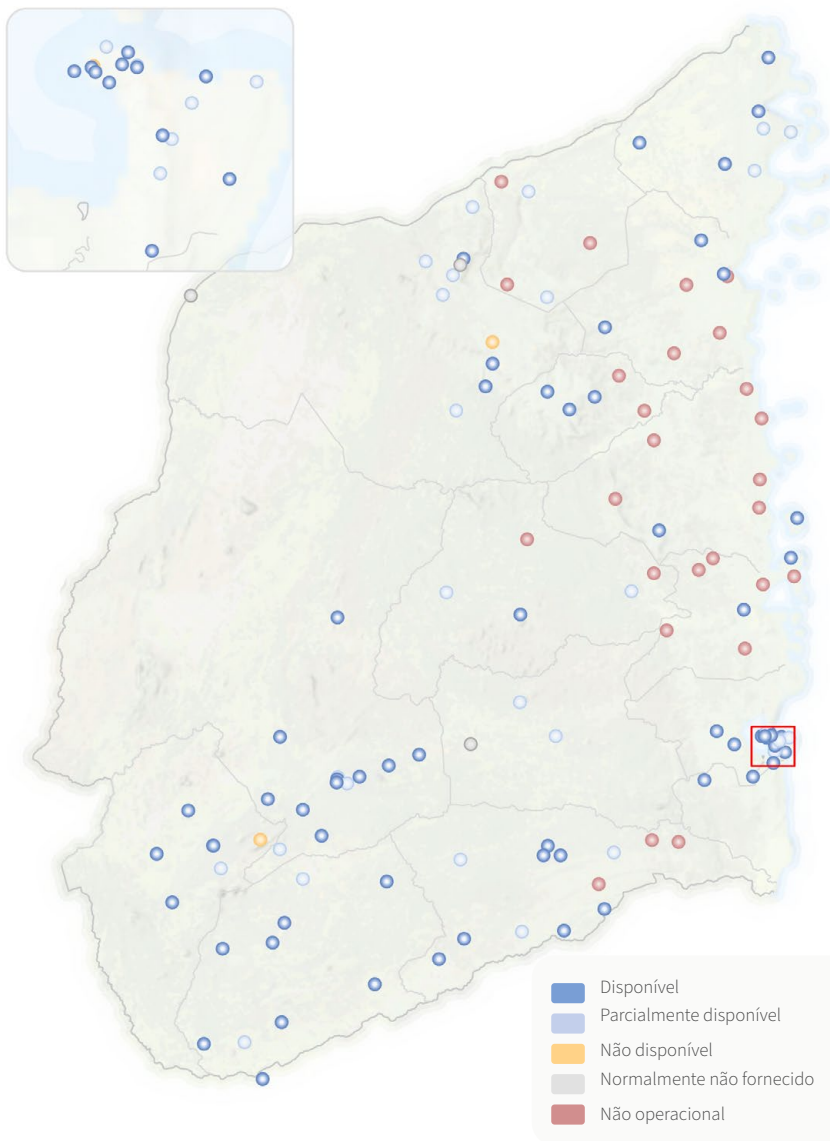 Disponível
Parcialmente disponível
Não disponível
Normalmente não fornecido
Não operacional